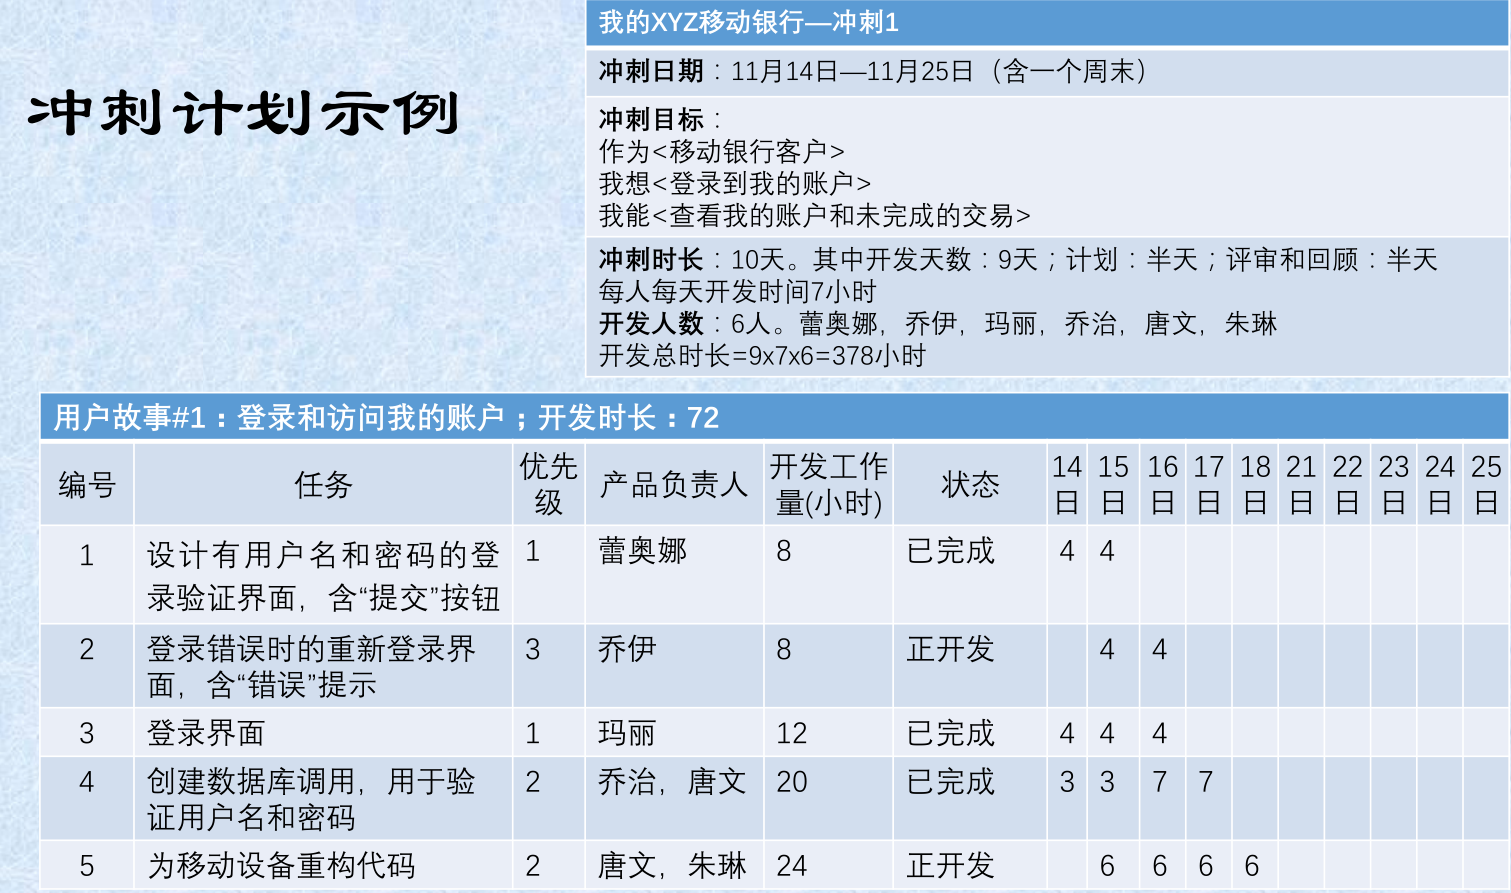 冲刺计划示例
我的XYZ移动银行—冲刺1
冲刺日期：11月14日—11月25日（含一个周末）
冲刺目标：
作为<移动银行客户>
我想<登录到我的账户>
我能<查看我的账户和未完成的交易>
冲刺时长：10天。其中开发天数：9天；计划：半天；评审和回顾：半天
每人每天开发时间7小时
开发人数：6人。蕾奥娜，乔伊，玛丽，乔治，唐文，朱琳
开发总时长=9x7x6=378小时
用户故事#1：登录和访问我的账户；开发时长：72
编号 任务 优先级 产品负责人 开发工作量(小时) 状态 14日 15日 16日 17日 18日 21日 22日 23日 24日 25日
1 设计有用户名和密码的登录验证界面，含“提交”按钮 1 蕾奥娜 8 已完成 4 4
2 登录错误时的重新登录界面，含“错误”提示 3 乔伊 8 正开发 4 4
3 登录界面 1 玛丽 12 已完成 4 4 4
4 创建数据库调用，用于验证用户名和密码 2 乔治，唐文 20 已完成 3 3 7 7
5 为移动设备重构代码 2 唐文，朱琳 24 正开发 6 6 6 6